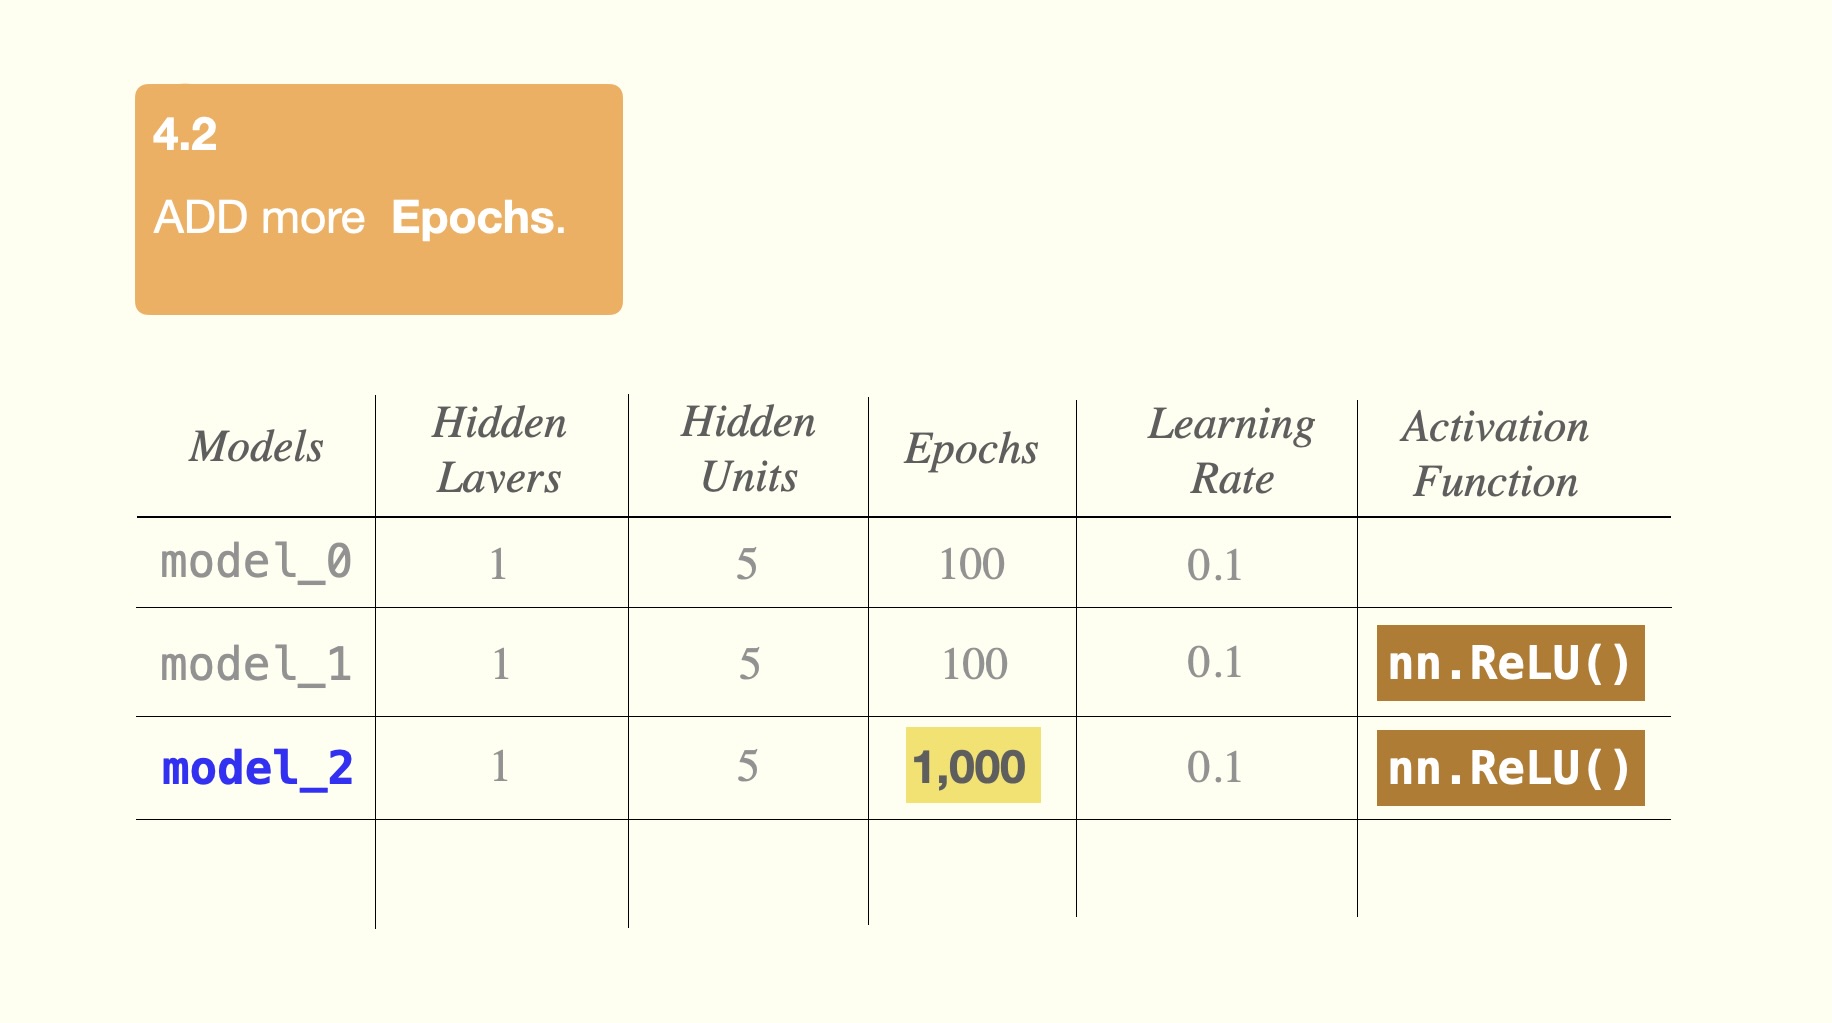 4.2
ADD more Epochs.
Models Hidden Lavers Hidden Units Epochs Learning Rate Activation Function
model_0 1 5 100 0.1
model_1 1 5 100 0.1 nn.ReLU()
model_2 1 5 1,000 0.1 nn.ReLU()